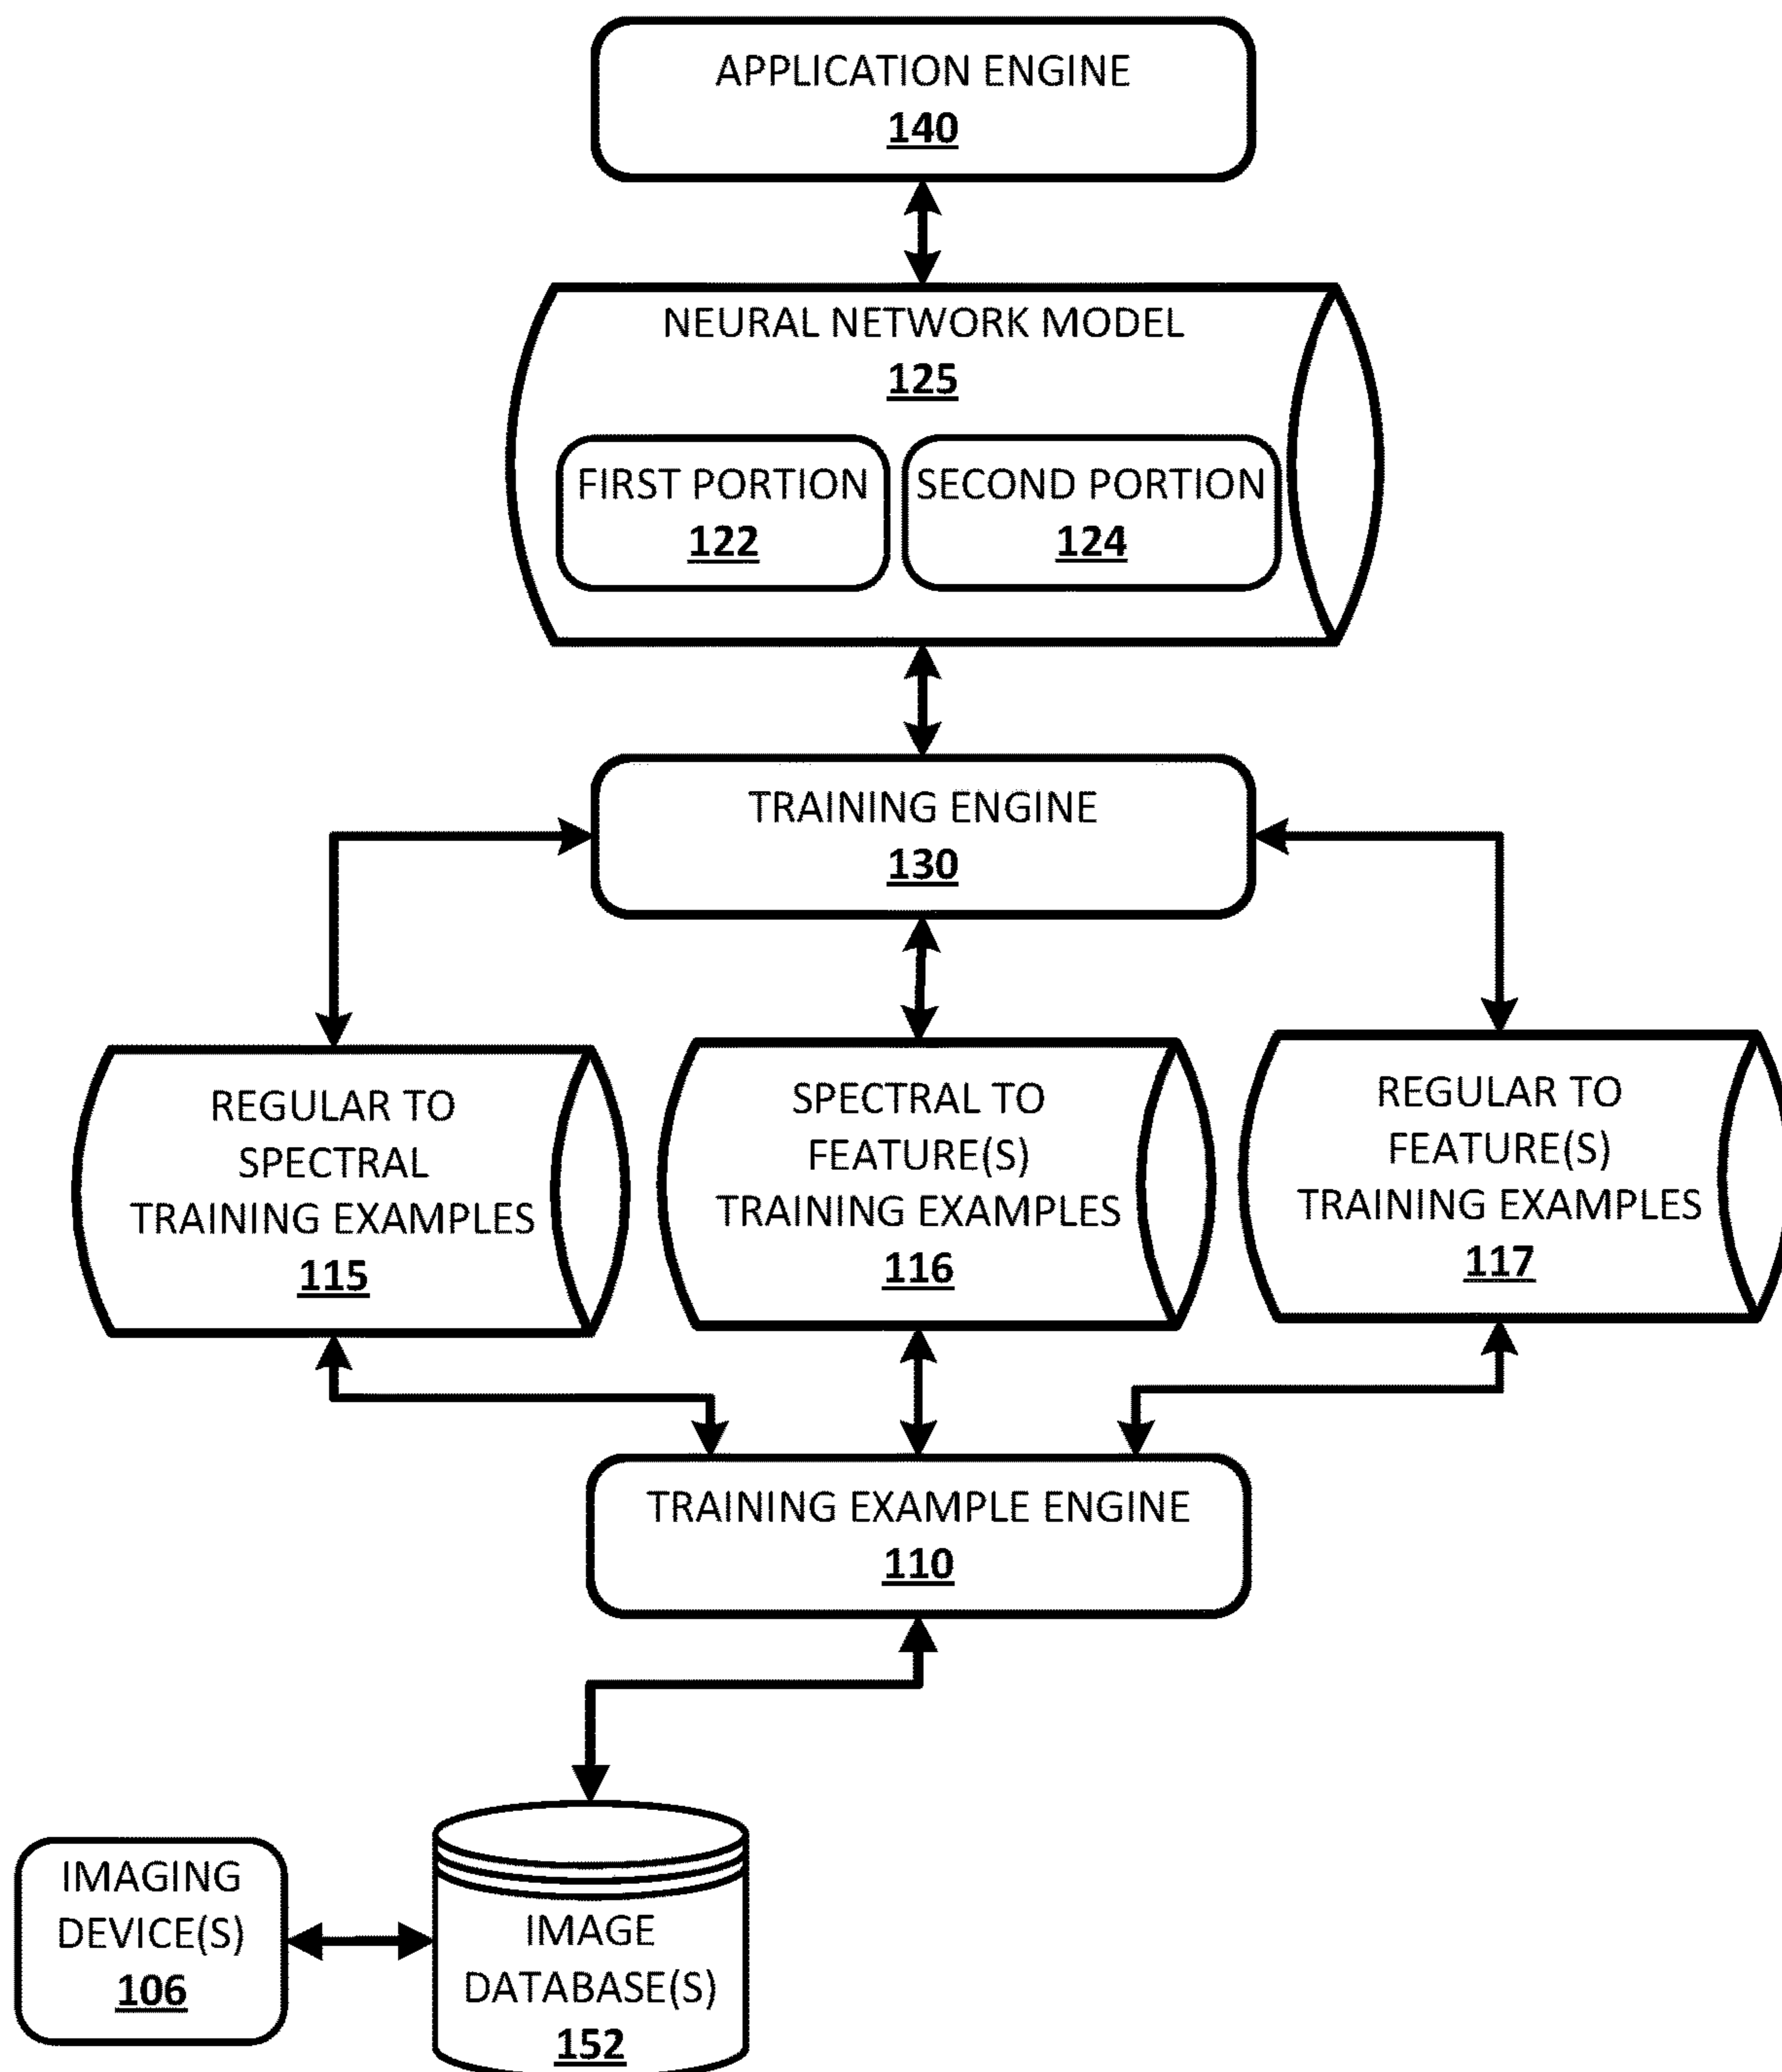 APPLICATION ENGINE
140
NEURAL NETWORK MODEL
125
FIRST PORTION
122
SECOND PORTION
124
TRAINING ENGINE
130
REGULAR TO
SPECTRAL
TRAINING EXAMPLES
115
SPECTRAL TO
FEATURE(S)
TRAINING EXAMPLES
116
REGULAR TO
FEATURE(S)
TRAINING EXAMPLES
117
TRAINING EXAMPLE ENGINE
110
IMAGING
DEVICE(S)
106
IMAGE
DATABASE(S)
152